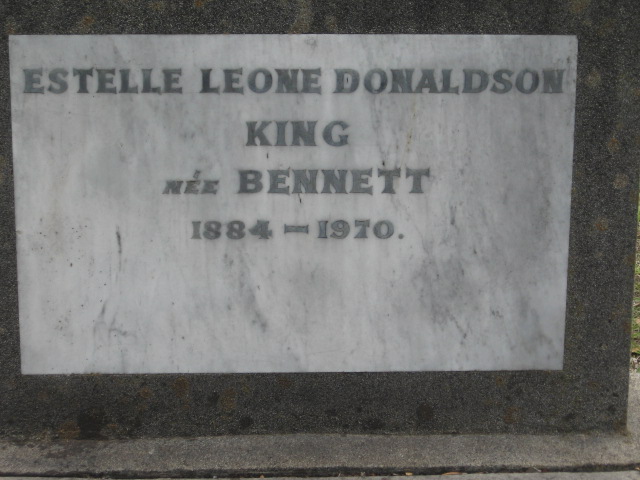 ESTELLE LEONE DONALDSON
KING
NÉE BENNETT
1884 – 1970.